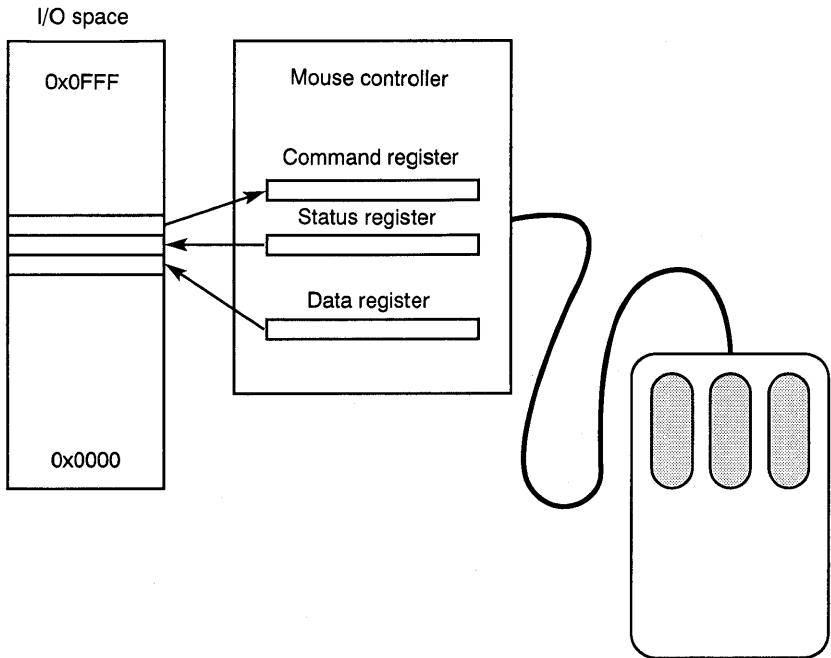 I/O space
0x0FFF
Mouse controller
Command register
Status register
Data register
0x0000